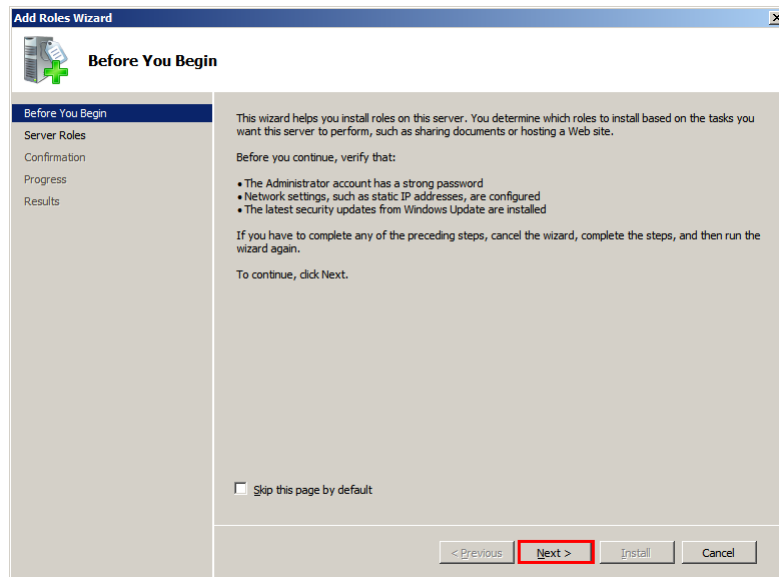 Add Roles Wizard
Before You Begin
Before You Begin
Server Roles
Confirmation
Progress
Results
This wizard helps you install roles on this server. You determine which roles to install based on the tasks you
want this server to perform, such as sharing documents or hosting a Web site.
Before you continue, verify that:
• The Administrator account has a strong password
• Network settings, such as static IP addresses, are configured
• The latest security updates from Windows Update are installed
If you have to complete any of the preceding steps, cancel the wizard, complete the steps, and then run the
wizard again.
To continue, click Next.
Skip this page by default
< Previous Next > Install Cancel